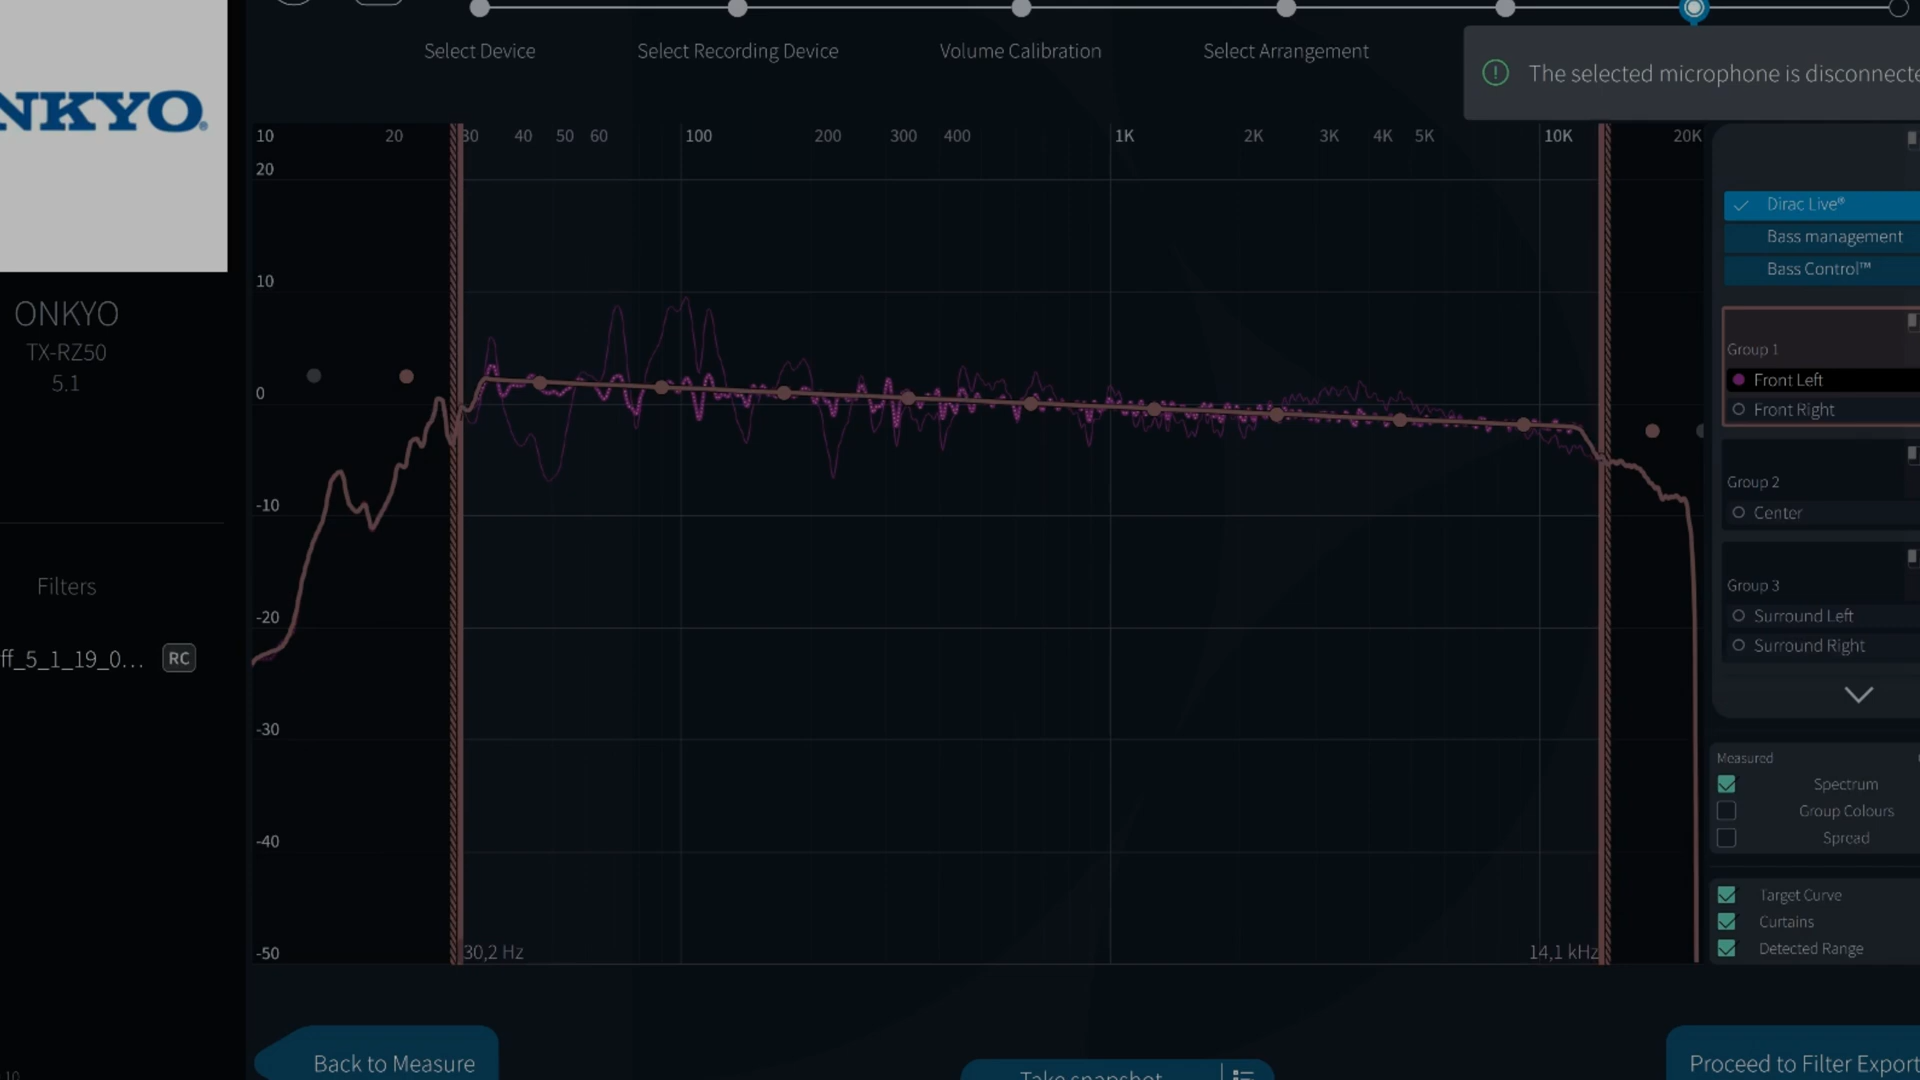 NKYO®
ONKYO
TX-RZ50
5.1
Filters
ff_5_1_19_0... RC
Select Device
Select Recording Device
Volume Calibration
Select Arrangement
The selected microphone is disconnecte
10 20 30 40 50 60 100 200 300 400 1K 2K 3K 4K 5K 10K 20K
20
10
0
-10
-20
-30
-40
-50
30,2 Hz
14,1 kHz
Dirac Live®
Bass management
Bass Control™
Group 1
Front Left
Front Right
Group 2
Center
Group 3
Surround Left
Surround Right
Measured
Spectrum
Group Colours
Spread
Target Curve
Curtains
Detected Range
Back to Measure
Take snapshot
Proceed to Filter Export